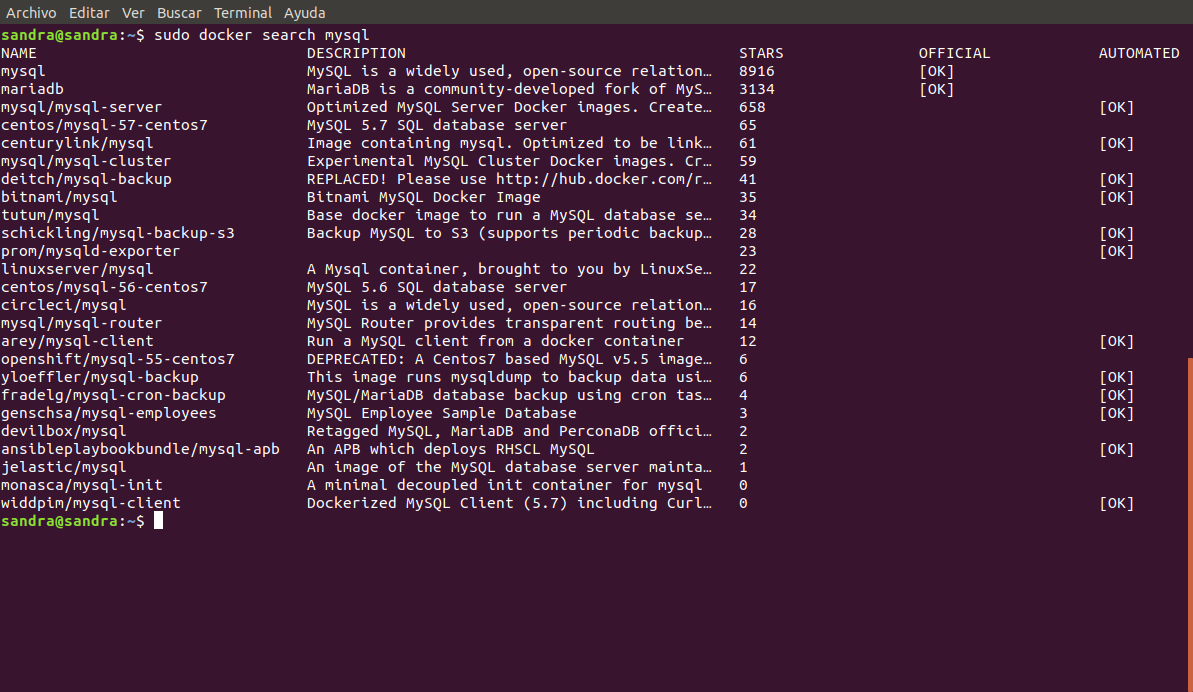 Archivo Editar Ver Buscar Terminal Ayuda
sandra@sandra:~$ sudo docker search mysql
NAME DESCRIPTION STARS OFFICIAL AUTOMATED
mysql MySQL is a widely used, open-source relation… 8916 [OK]
mariadb MariaDB is a community-developed fork of MyS… 3134 [OK]
mysql/mysql-server Optimized MySQL Server Docker images. Create… 658 [OK]
centos/mysql-57-centos7 MySQL 5.7 SQL database server 65
centurylink/mysql Image containing mysql. Optimized to be link… 61 [OK]
mysql/mysql-cluster Experimental MySQL Cluster Docker images. Cr… 59
deitch/mysql-backup REPLACED! Please use http://hub.docker.com/r… 41 [OK]
bitnami/mysql Bitnami MySQL Docker Image 35 [OK]
tutum/mysql Base docker image to run a MySQL database se… 34
schickling/mysql-backup-s3 Backup MySQL to S3 (supports periodic backup… 28 [OK]
prom/mysqld-exporter 23 [OK]
linuxserver/mysql A Mysql container, brought to you by LinuxSe… 22
centos/mysql-56-centos7 MySQL 5.6 SQL database server 17
circleci/mysql MySQL is a widely used, open-source relation… 16
mysql/mysql-router MySQL Router provides transparent routing be… 14
arey/mysql-client Run a MySQL client from a docker container 12 [OK]
openshift/mysql-55-centos7 DEPRECATED: A Centos7 based MySQL v5.5 image… 6
yloeffler/mysql-backup This image runs mysqldump to backup data usi… 6 [OK]
fradelg/mysql-cron-backup MySQL/MariaDB database backup using cron tas… 4 [OK]
genschsa/mysql-employees MySQL Employee Sample Database 3 [OK]
devilbox/mysql Retagged MySQL, MariaDB and PerconaDB offici… 2
ansibleplaybookbundle/mysql-apb An APB which deploys RHSCL MySQL 2 [OK]
jelastic/mysql An image of the MySQL database server mainta… 1
monasca/mysql-init A minimal decoupled init container for mysql 0
widdpim/mysql-client Dockerized MySQL Client (5.7) including Curl… 0 [OK]
sandra@sandra:~$